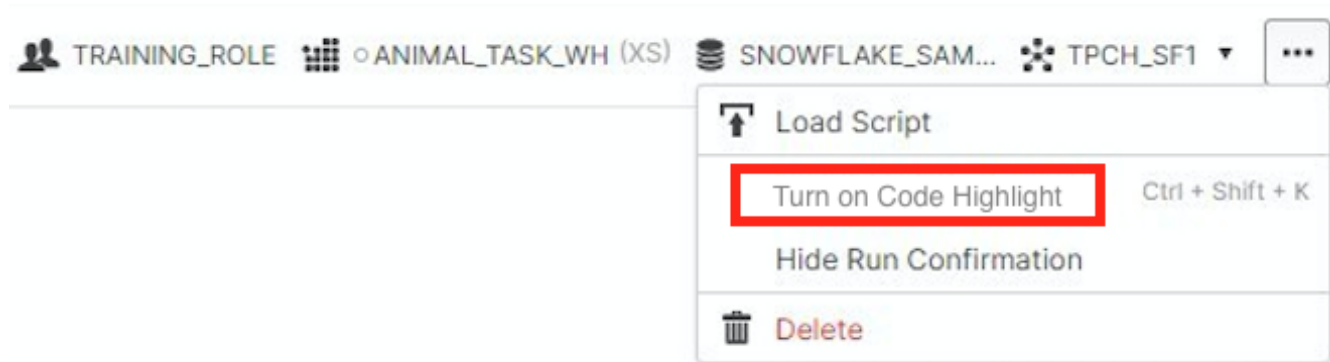 TRAINING_ROLE ANIMAL_TASK_WH (XS) SNOWFLAKE_SAM... TPCH_SF1 ...
Load Script
Turn on Code Highlight Ctrl + Shift + K
Hide Run Confirmation
Delete